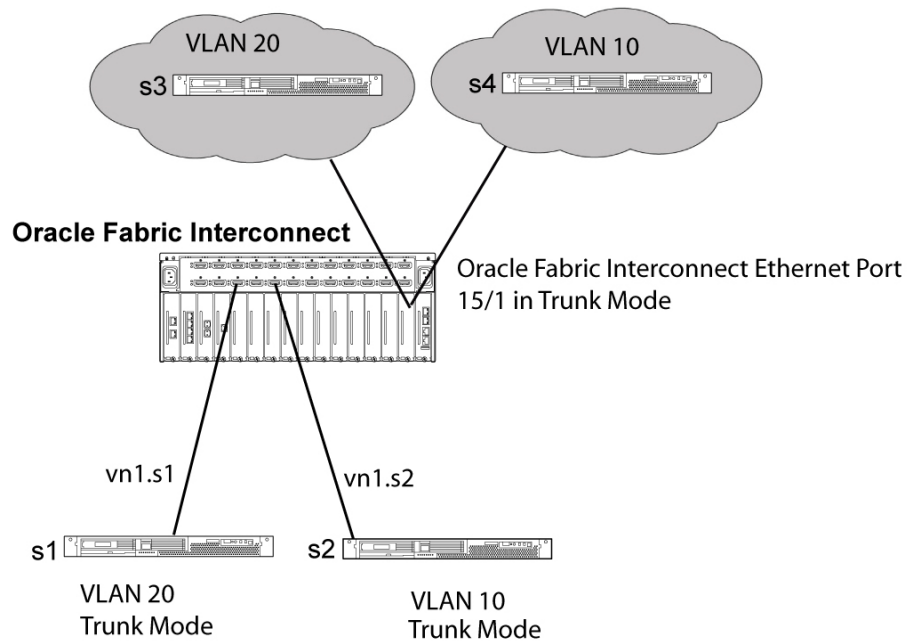 VLAN 20
VLAN 10
s3
s4
Oracle Fabric Interconnect
Oracle Fabric Interconnect Ethernet Port
15/1 in Trunk Mode
vn1.s1
vn1.s2
s1
s2
VLAN 20
Trunk Mode
VLAN 10
Trunk Mode